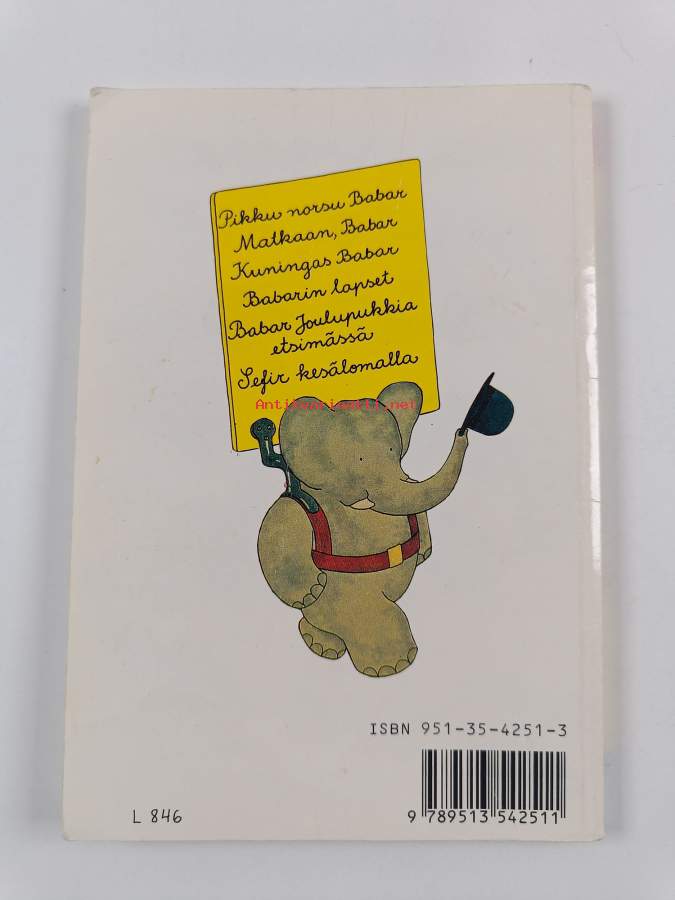 Pikku norsu Babar
Matkaan, Babar
Kuningas Babar
Babarin lapset
Babar Joulupukkia
etsimässä
Sefir kesälomalla
Antikvariaatti.net
ISBN 951-35-4251-3
9 789513 542511
L 846